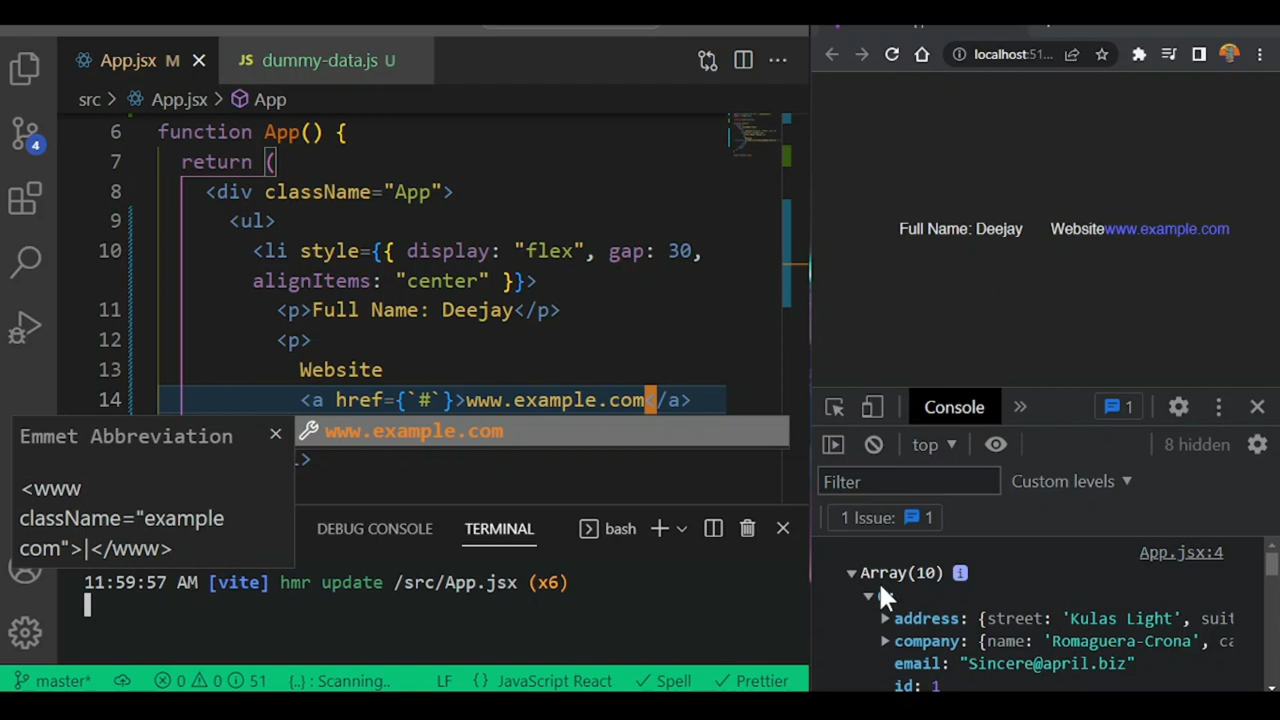 App.jsx M
JS dummy-data.js U
localhost:51...
src > App.jsx > App
6 function App() {
7 return (
8 <div className="App">
9 <ul>
10 <li style={{ display: "flex", gap: 30,
alignItems: "center" }}>
11 <p>Full Name: Deejay</p>
12 <p>
13 Website
14 <a href={`#`}>www.example.com</a>
www.example.com
Emmet Abbreviation
<www
className="example
com">|</www>
DEBUG CONSOLE TERMINAL bash
11:59:57 AM [vite] hmr update /src/App.jsx (x6)
4
master* 0 0 51 {..} : Scanning.. LF {} JavaScript React Spell Prettier
Full Name: Deejay Websitewww.example.com
Console » 1
top 8 hidden
Filter Custom levels
1 Issue: 1
App.jsx:4
Array(10) i
address: {street: 'Kulas Light', suit
company: {name: 'Romaguera-Crona', ca
email: "Sincere@april.biz"
id: 1